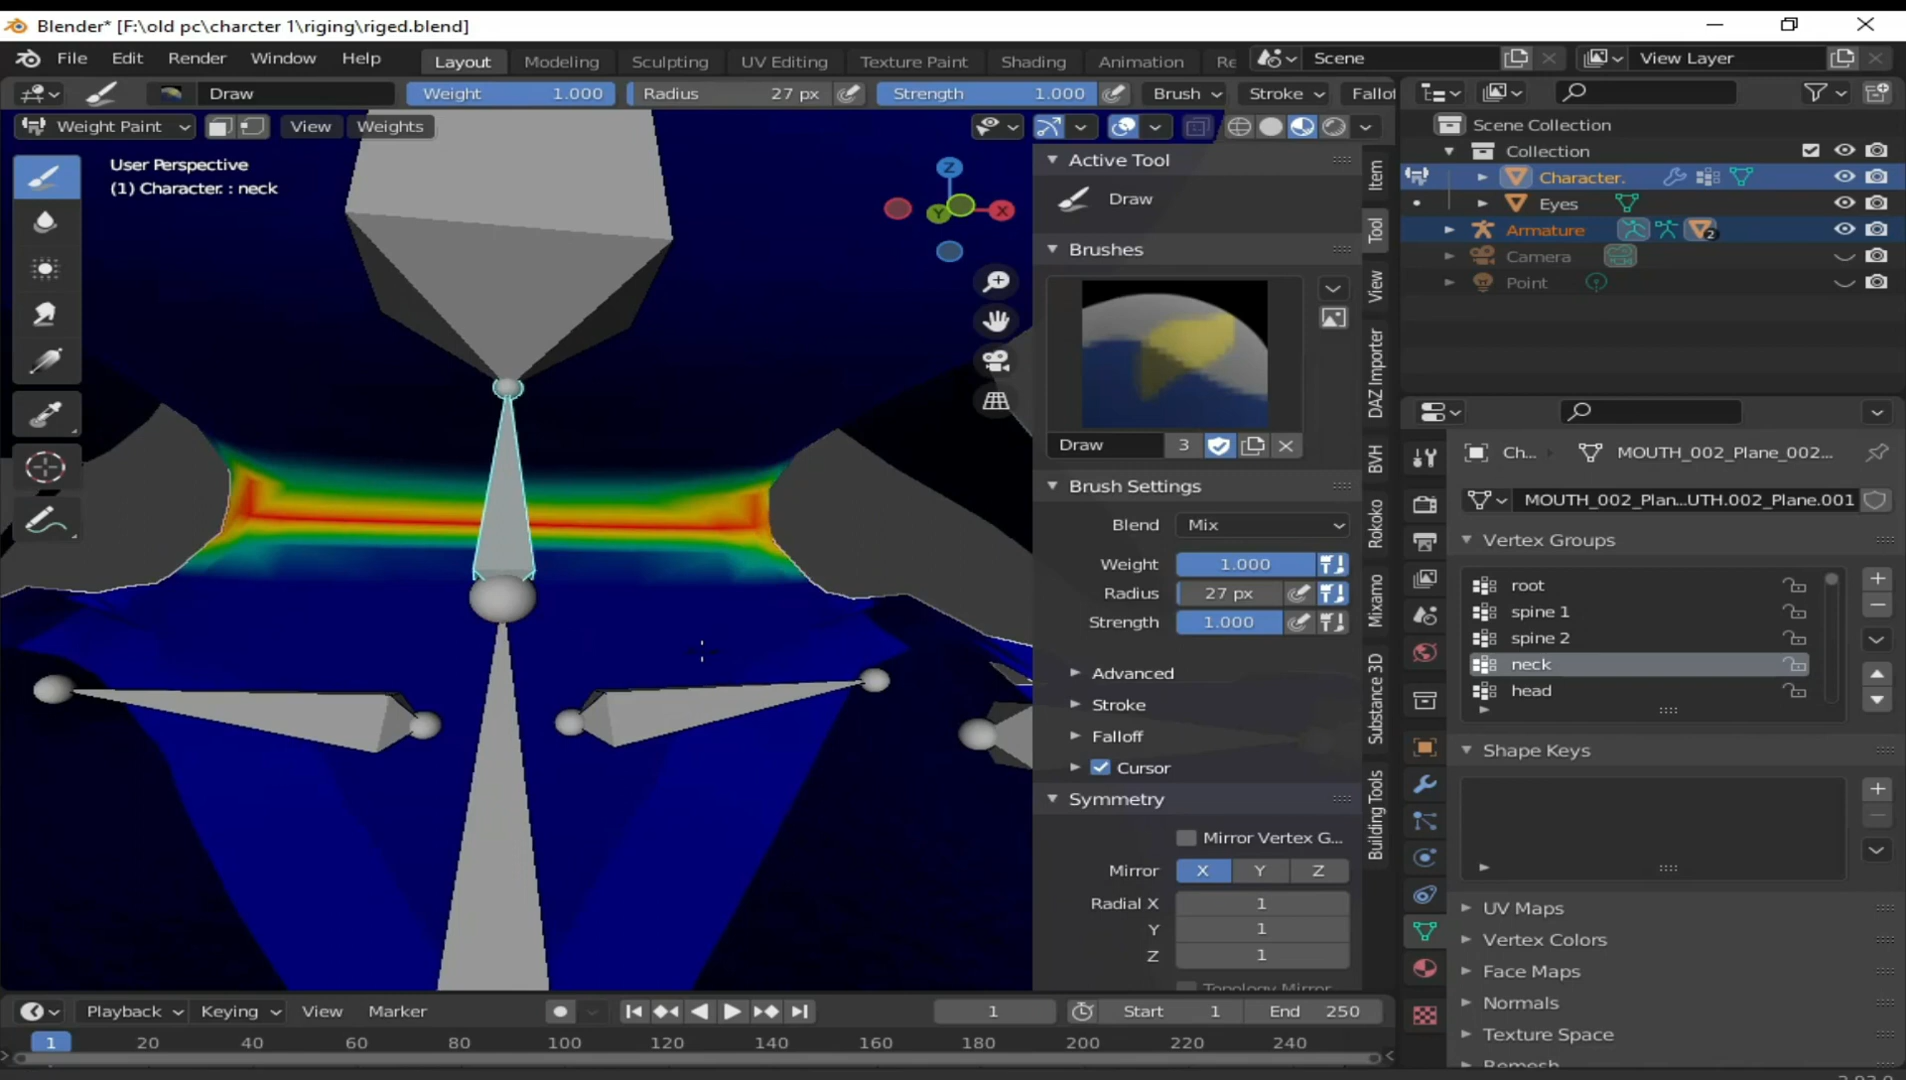 Blender* [F:\old pc\charcter 1\riging\riged.blend]
File Edit Render Window Help Layout Modeling Sculpting UV Editing Texture Paint Shading Animation Re Scene View Layer
Draw Weight 1.000 Radius 27 px Strength 1.000 Brush Stroke Fallof
Weight Paint View Weights
User Perspective
(1) Character. : neck
Z
Y
X
Active Tool
Draw
Brushes
Draw 3
Brush Settings
Blend Mix
Weight 1.000
Radius 27 px
Strength 1.000
Advanced
Stroke
Falloff
Cursor
Symmetry
Mirror Vertex G...
Mirror X Y Z
Radial X 1
Y 1
Z 1
Topology Mirror
Item
Tool
View
DAZ Importer
BVH
Rokoko
Mixamo
Substance 3D
Building Tools
Scene Collection
Collection
Character.
Eyes
Armature 2
Camera
Point
Ch... MOUTH_002_Plane_002...
MOUTH_002_Plan...UTH.002_Plane.001
Vertex Groups
root
spine 1
spine 2
neck
head
Shape Keys
UV Maps
Vertex Colors
Face Maps
Normals
Texture Space
Remesh
Playback Keying View Marker 1 Start 1 End 250
1 20 40 60 80 100 120 140 160 180 200 220 240